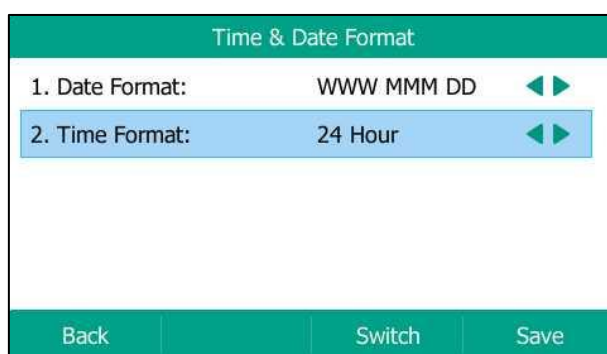 Time & Date Format
1. Date Format: WWW MMM DD
2. Time Format: 24 Hour
Back Switch Save